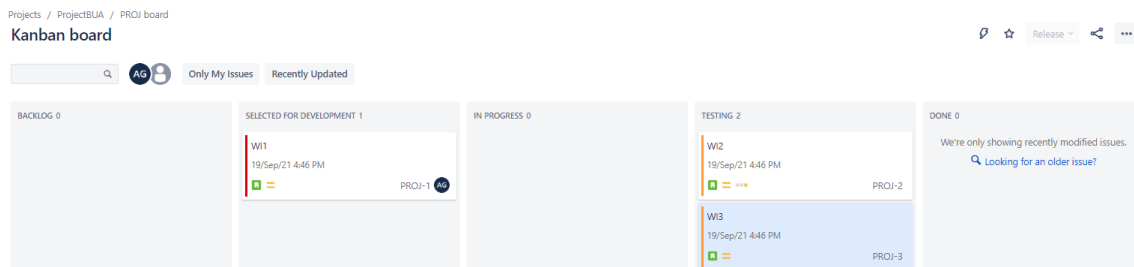 Projects / ProjectBUA / PROJ board
Kanban board
Release
AG
Only My Issues
Recently Updated
BACKLOG 0
SELECTED FOR DEVELOPMENT 1
WI1
19/Sep/21 4:46 PM
PROJ-1 AG
IN PROGRESS 0
TESTING 2
WI2
19/Sep/21 4:46 PM
PROJ-2
WI3
19/Sep/21 4:46 PM
PROJ-3
DONE 0
We're only showing recently modified issues.
Looking for an older issue?